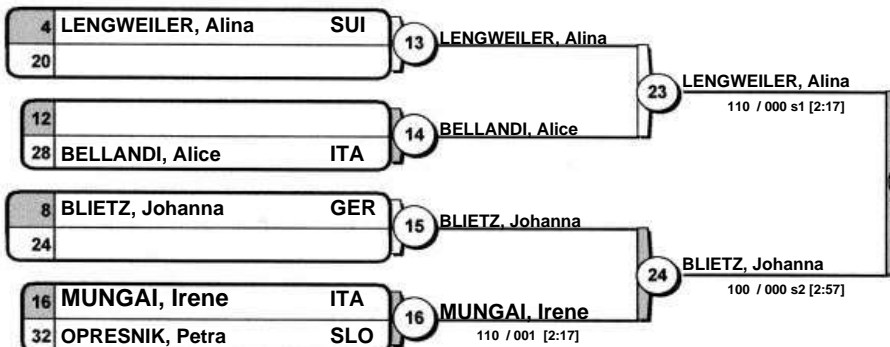 4 LENGWEILER, Alina SUI
20
13
LENGWEILER, Alina
12
28 BELLANDI, Alice ITA
14
BELLANDI, Alice
23
LENGWEILER, Alina
110 / 000 s1 [2:17]
8 BLIETZ, Johanna GER
24
15
BLIETZ, Johanna
16 MUNGAI, Irene ITA
32 OPRESNIK, Petra SLO
16
MUNGAI, Irene
110 / 001 [2:17]
24
BLIETZ, Johanna
100 / 000 s2 [2:57]